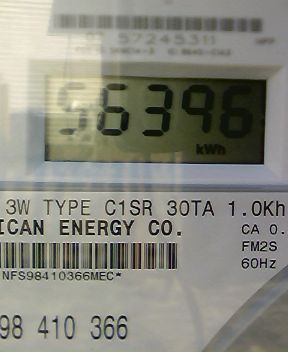 57245311
56396
kWh
3W TYPE C1SR 30TA 1.0Kh
ICAN ENERGY CO.
CA 0.
FM2S
60Hz
NFS98410366MEC*
98 410 366